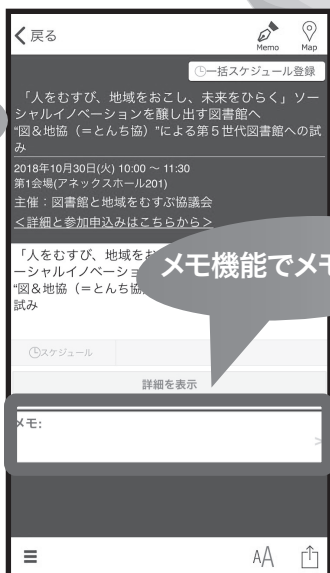 戻る
Memo
Map
一括スケジュール登録
「人をむすび、地域をおこし、未来をひらく」ソー
シャルイノベーションを醸し出す図書館へ
“図&地協（=とんち協）”による第5世代図書館への試
み
2018年10月30日(火) 10:00 ～ 11:30
第1会場(アネックスホール201)
主催：図書館と地域をむすぶ協議会
＜詳細と参加申込みはこちらから＞
「人をむすび、地域をお
ーシャルイノベーショ
“図&地協（=とんち協
試み
メモ機能でメモ
スケジュール
詳細を表示
メモ:
AA